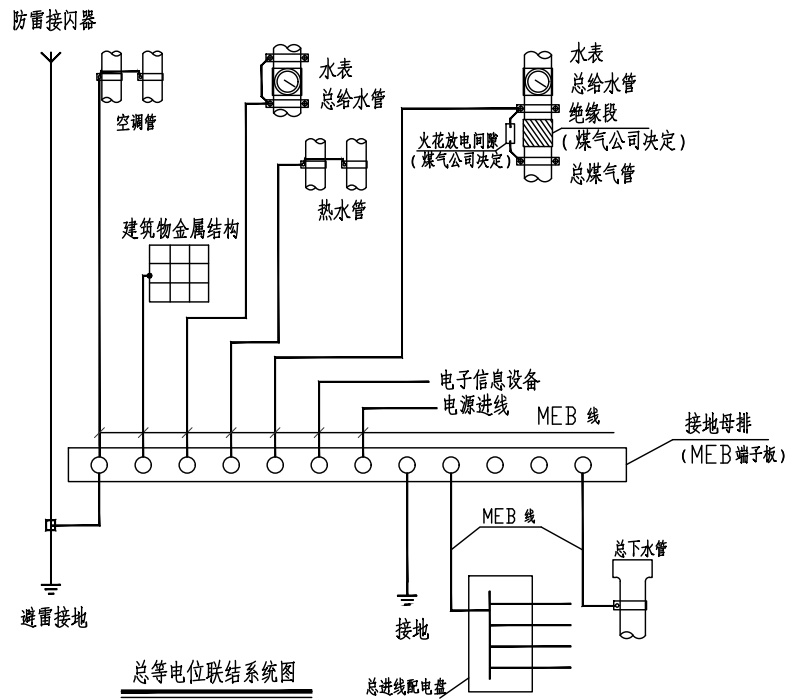 防雷接闪器
空调管
水表
总给水管
热水管
水表
总给水管
绝缘段
(煤气公司决定)
火花放电间隙
(煤气公司决定)
总煤气管
建筑物金属结构
电子信息设备
电源进线
MEB 线
接地母排
(MEB端子板)
MEB 线
总下水管
避雷接地
接地
总进线配电盘
总等电位联结系统图